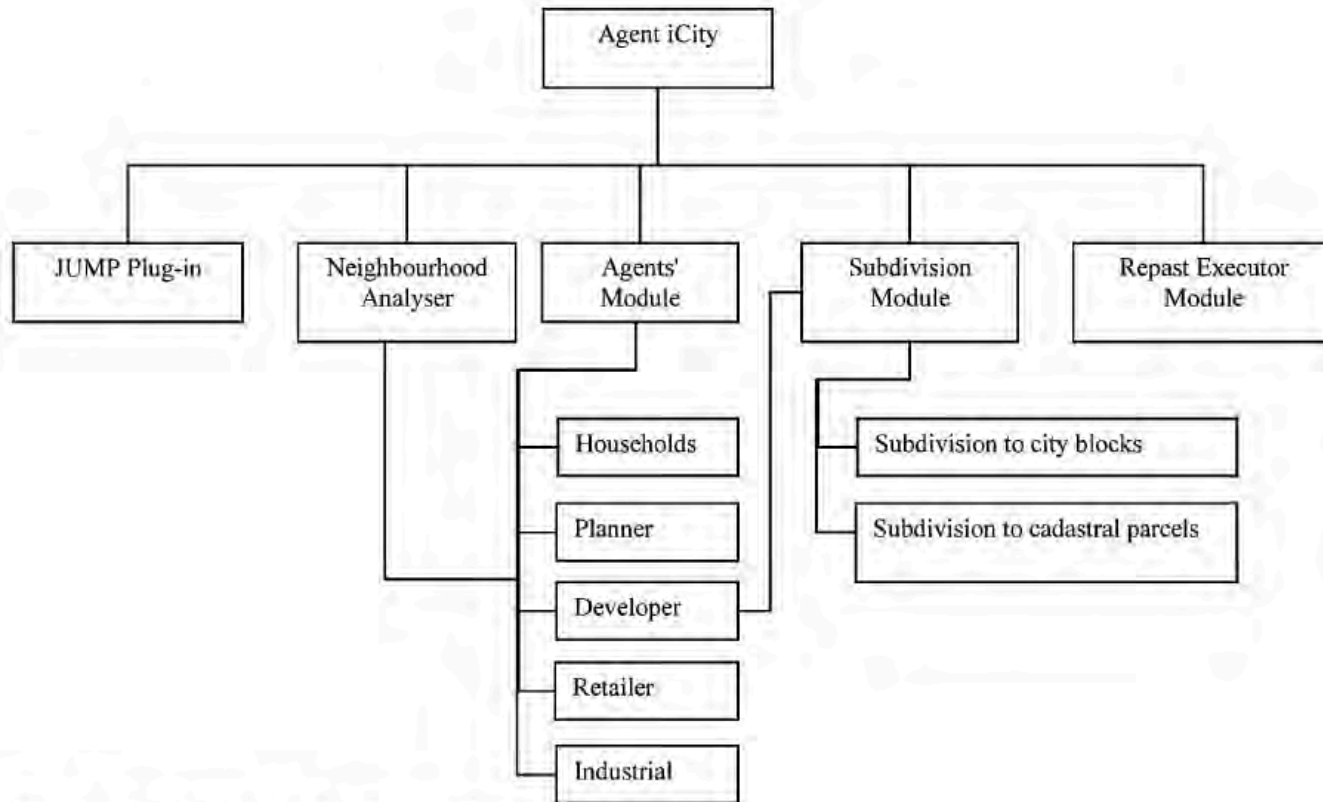 Agent iCity
JUMP Plug-in
Neighbourhood
Analyser
Agents'
Module
Subdivision
Module
Repast Executor
Module
Households
Planner
Developer
Retailer
Industrial
Subdivision to city blocks
Subdivision to cadastral parcels